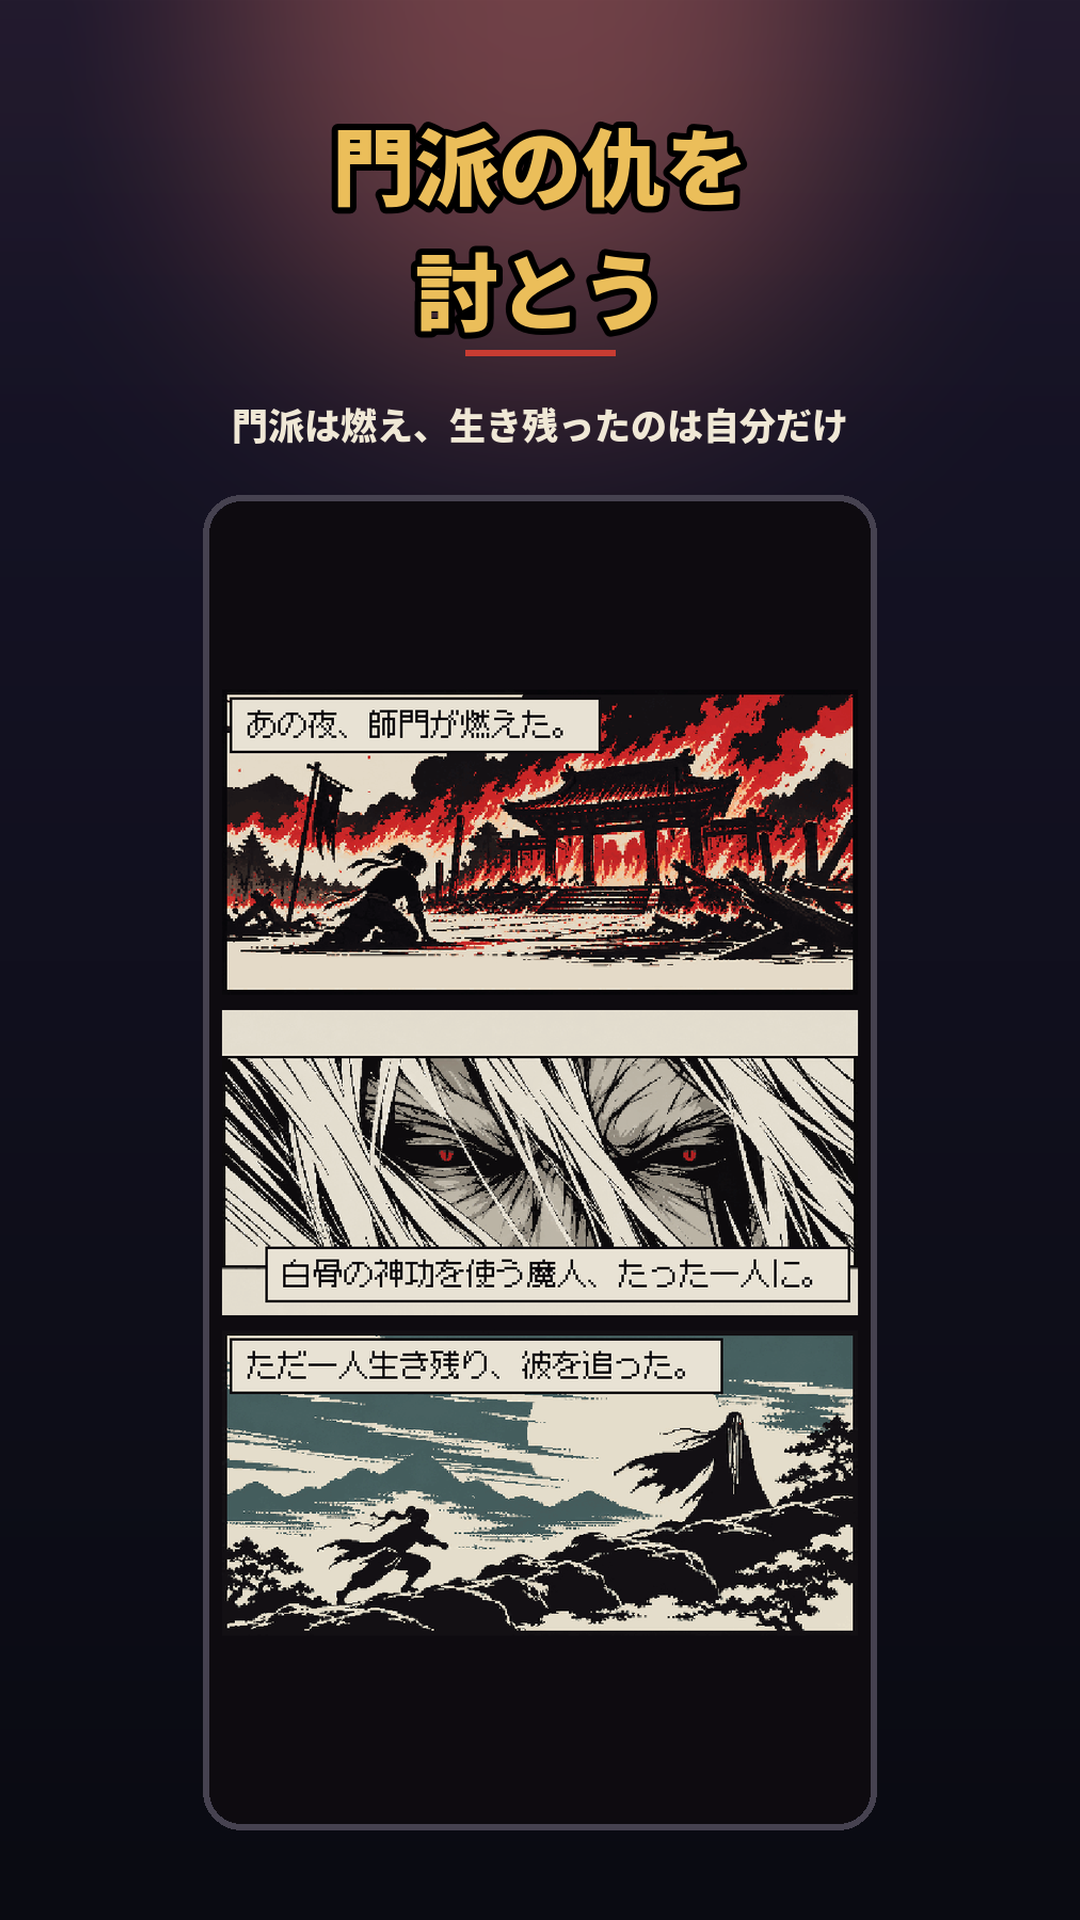 門派の仇を
討とう
門派は燃え、生き残ったのは自分だけ
あの夜、師門が燃えた。
白骨の神功を使う魔人、たった一人に。
ただ一人生き残り、彼を追った。